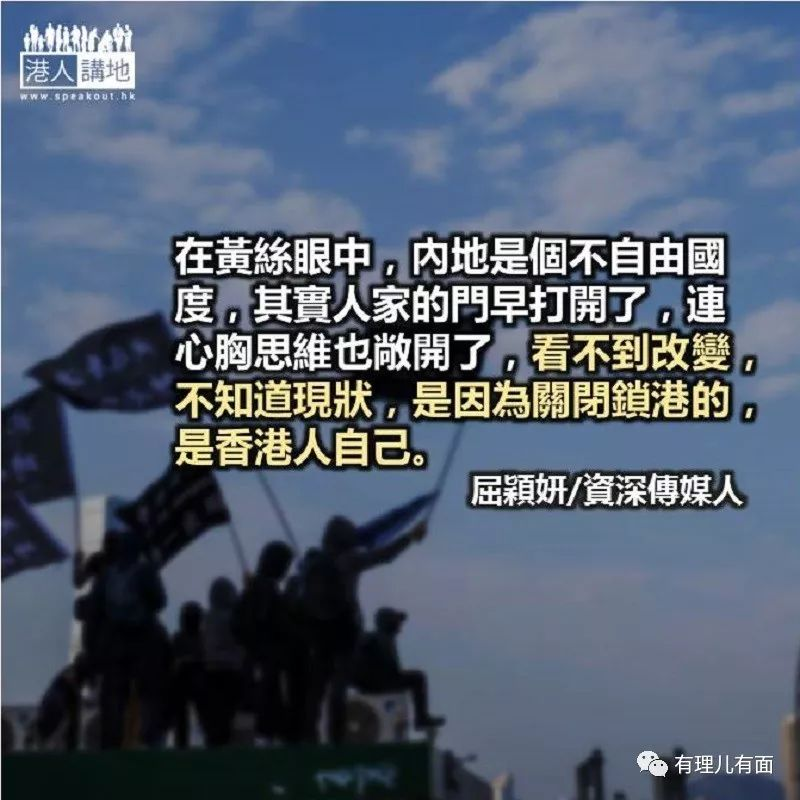 港人講地
www.speakout.hk
在黃絲眼中，內地是個不自由國
度，其實人家的門早打開了，連
心胸思維也敞開了，看不到改變，
不知道現狀，是因為關閉鎖港的，
是香港人自己。
屈穎妍/資深傳媒人
有理儿有面